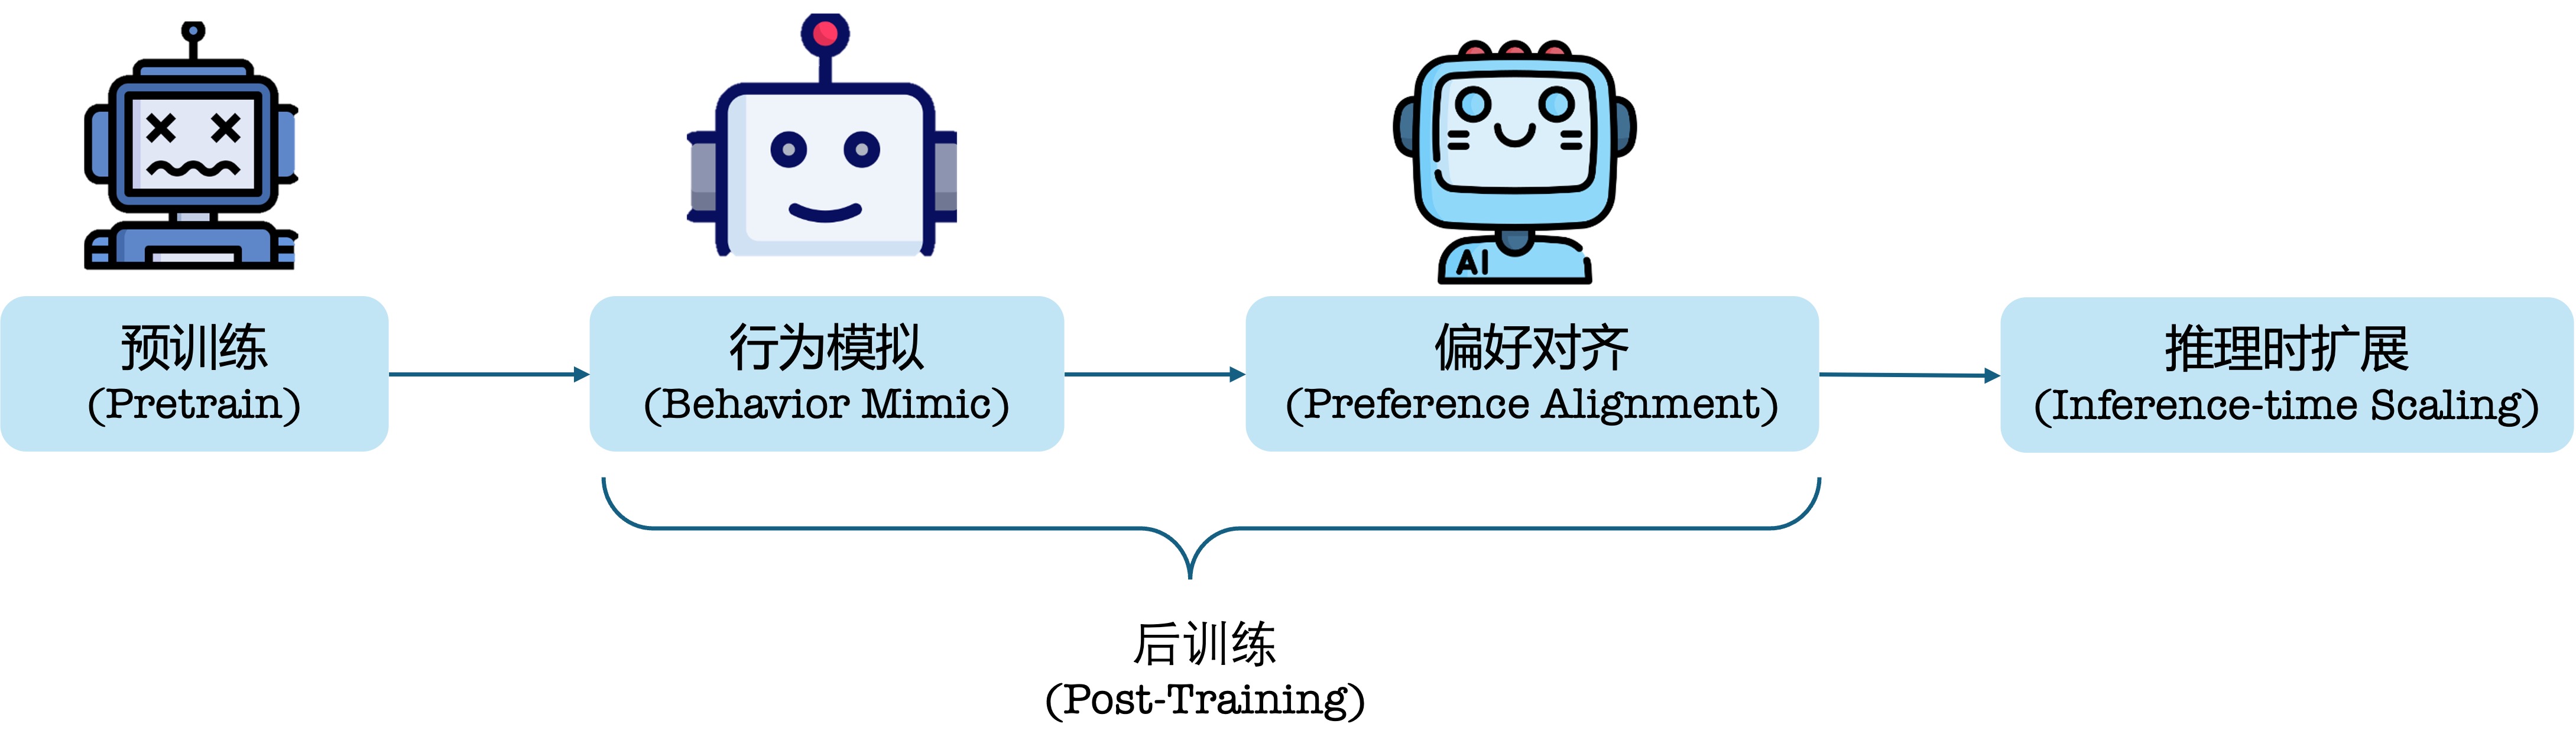 AI
预训练
(Pretrain)
行为模拟
(Behavior Mimic)
偏好对齐
(Preference Alignment)
推理时扩展
(Inference-time Scaling)
后训练
(Post-Training)